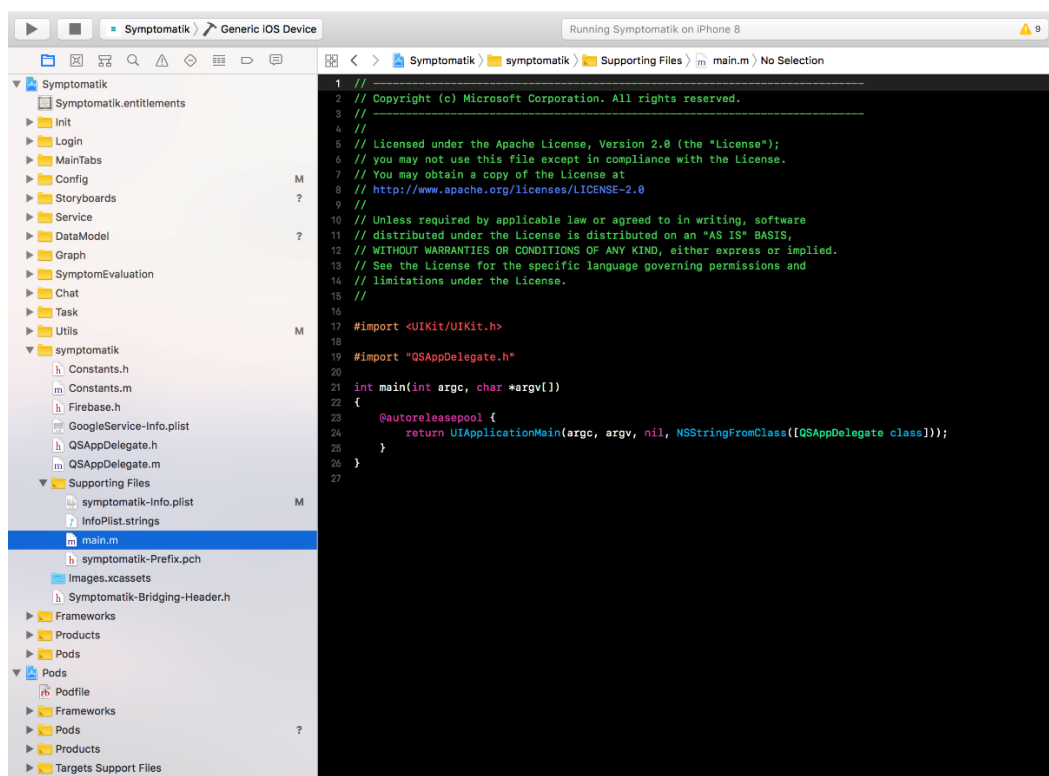 Symptomatik Generic iOS Device
Running Symptomatik on iPhone 8
9
Symptomatik symptomatik Supporting Files m main.m No Selection
Symptomatik
Symptomatik.entitlements
Init
Login
MainTabs
Config M
Storyboards ?
Service
DataModel ?
Graph
SymptomEvaluation
Chat
Task
Utils M
symptomatik
h Constants.h
m Constants.m
h Firebase.h
GoogleService-Info.plist
h QSAppDelegate.h
m QSAppDelegate.m
Supporting Files
symptomatik-Info.plist M
InfoPlist.strings
m main.m
h symptomatik-Prefix.pch
Images.xcassets
h Symptomatik-Bridging-Header.h
Frameworks
Products
Pods
Pods
rb Podfile
Frameworks
Pods ?
Products
Targets Support Files
1 // ----------------------------------------------------------------------------
2 // Copyright (c) Microsoft Corporation. All rights reserved.
3 // ----------------------------------------------------------------------------
4 //
5 // Licensed under the Apache License, Version 2.0 (the "License");
6 // you may not use this file except in compliance with the License.
7 // You may obtain a copy of the License at
8 // http://www.apache.org/licenses/LICENSE-2.0
9 //
10 // Unless required by applicable law or agreed to in writing, software
11 // distributed under the License is distributed on an "AS IS" BASIS,
12 // WITHOUT WARRANTIES OR CONDITIONS OF ANY KIND, either express or implied.
13 // See the License for the specific language governing permissions and
14 // limitations under the License.
15 //
16
17 #import <UIKit/UIKit.h>
18
19 #import "QSAppDelegate.h"
20
21 int main(int argc, char *argv[])
22 {
23     @autoreleasepool {
24         return UIApplicationMain(argc, argv, nil, NSStringFromClass([QSAppDelegate class]));
25     }
26 }
27